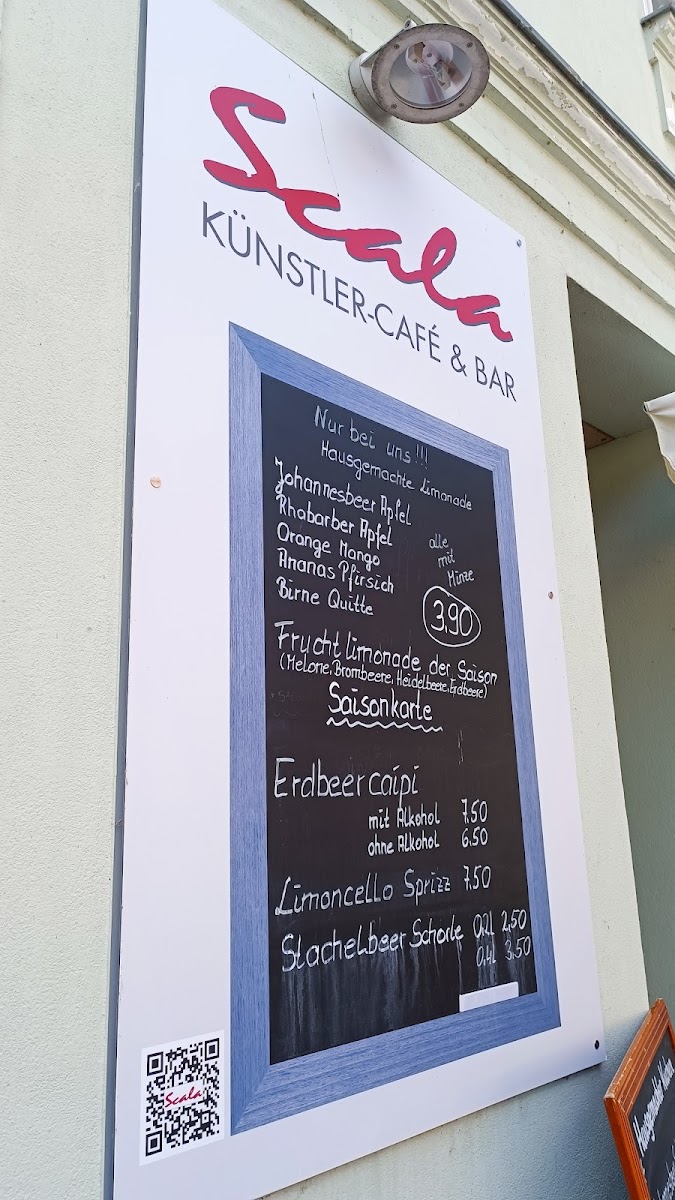 Scala
KÜNSTLER-CAFÉ & BAR
Nur bei uns!!!
Hausgemachte Limonade
Johannesbeer Apfel
Rhabarber Apfel
Orange Mango
Ananas Pfirsich
Birne Quitte
alle
mit
Minze
3,90
Fruchtlimonade der Saison
(Melone, Brombeere, Heidelbeere, Erdbeere)
Saisonkarte
Erdbeercaipi
mit Alkohol 7.50
ohne Alkohol 6.50
Limoncello Sprizz 7.50
Stachelbeer Schorle 0,2l 2,50
0,4l 3,50
Scala
Hausgemachte